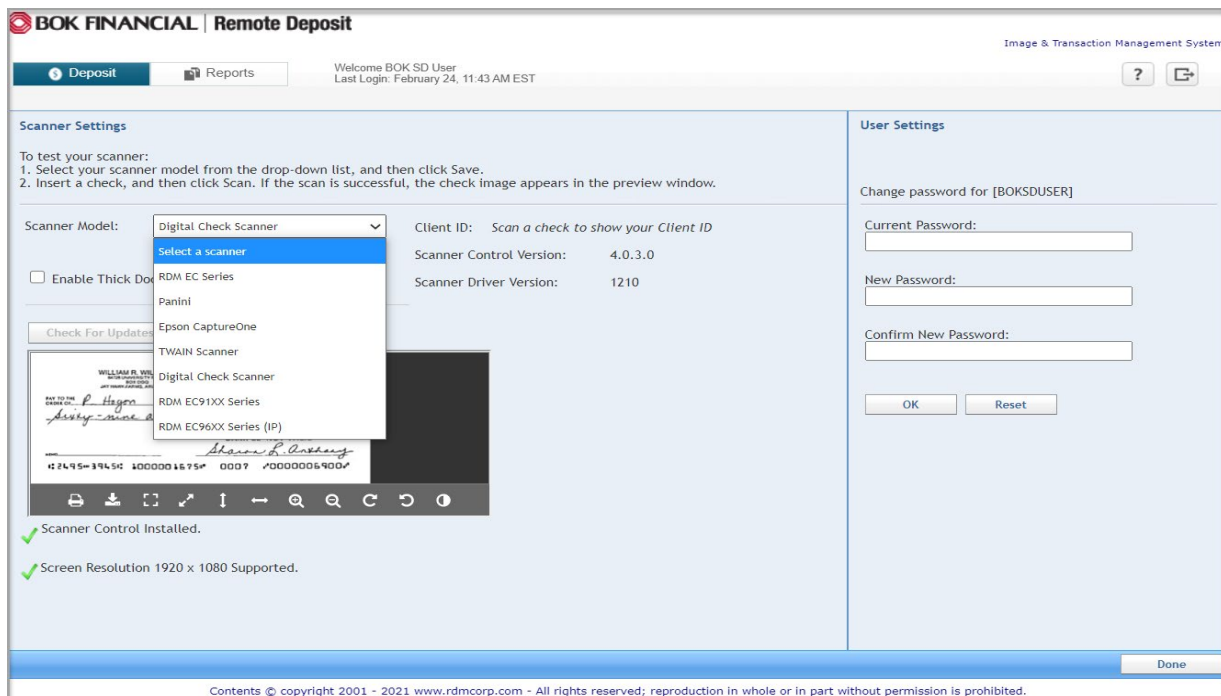 BOK FINANCIAL | Remote Deposit
Image & Transaction Management System
Deposit
Reports
Welcome BOK SD User
Last Login: February 24, 11:43 AM EST
?
Scanner Settings
To test your scanner:
1. Select your scanner model from the drop-down list, and then click Save.
2. Insert a check, and then click Scan. If the scan is successful, the check image appears in the preview window.
Scanner Model:
Digital Check Scanner
Select a scanner
RDM EC Series
Panini
Epson CaptureOne
TWAIN Scanner
Digital Check Scanner
RDM EC91XX Series
RDM EC96XX Series (IP)
Enable Thick Doc
Check For Updates
Client ID: Scan a check to show your Client ID
Scanner Control Version: 4.0.3.0
Scanner Driver Version: 1210
WILLIAM R. WIL
PAY TO THE
ORDER OF P. Hagon
Sixty-nine a
Sharon L. Anthony
⑆2495⑉3945⑆ 1000001675⑈ 0007 ⑇0000006900⑇
Scanner Control Installed.
Screen Resolution 1920 x 1080 Supported.
User Settings
Change password for [BOKSDUSER]
Current Password:
New Password:
Confirm New Password:
OK
Reset
Done
Contents © copyright 2001 - 2021 www.rdmcorp.com - All rights reserved; reproduction in whole or in part without permission is prohibited.